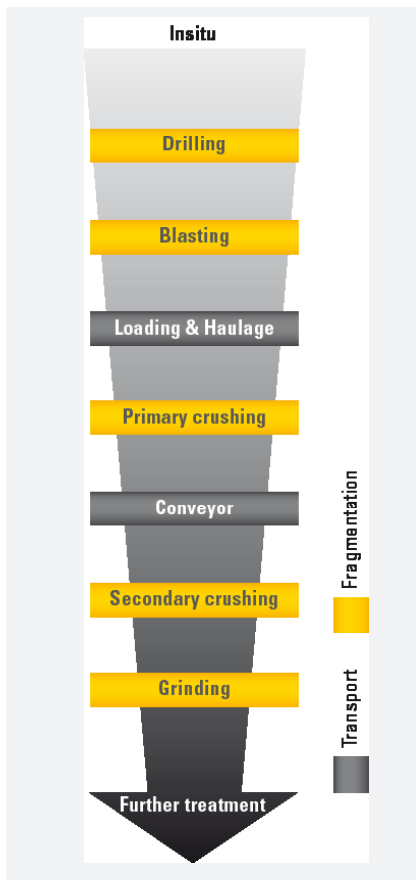 Insitu
Drilling
Blasting
Loading & Haulage
Primary crushing
Conveyor
Secondary crushing
Grinding
Further treatment
Fragmentation
Transport